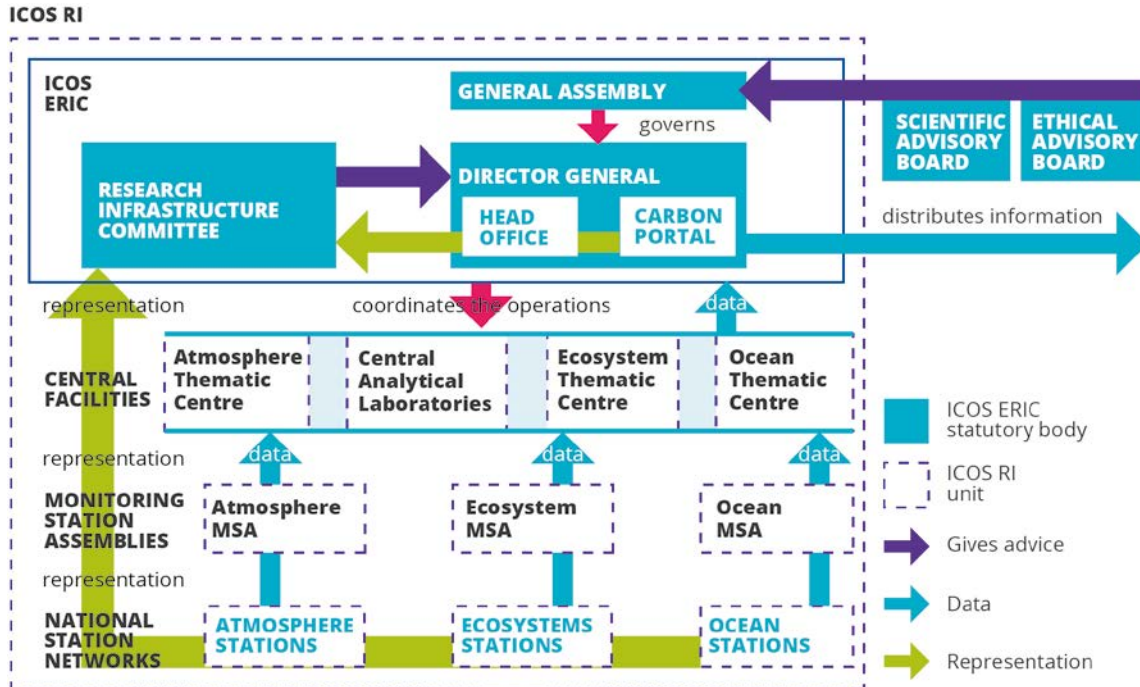 ICOS RI
ICOS
ERIC
GENERAL ASSEMBLY
governs
SCIENTIFIC
ADVISORY
BOARD
ETHICAL
ADVISORY
BOARD
RESEARCH
INFRASTRUCTURE
COMMITTEE
DIRECTOR GENERAL
HEAD
OFFICE
CARBON
PORTAL
distributes information
representation
coordinates the operations
data
CENTRAL
FACILITIES
Atmosphere
Thematic
Centre
Central
Analytical
Laboratories
Ecosystem
Thematic
Centre
Ocean
Thematic
Centre
representation
data
data
data
MONITORING
STATION
ASSEMBLIES
Atmosphere
MSA
Ecosystem
MSA
Ocean
MSA
representation
NATIONAL
STATION
NETWORKS
ATMOSPHERE
STATIONS
ECOSYSTEMS
STATIONS
OCEAN
STATIONS
ICOS ERIC
statutory body
ICOS RI
unit
Gives advice
Data
Representation